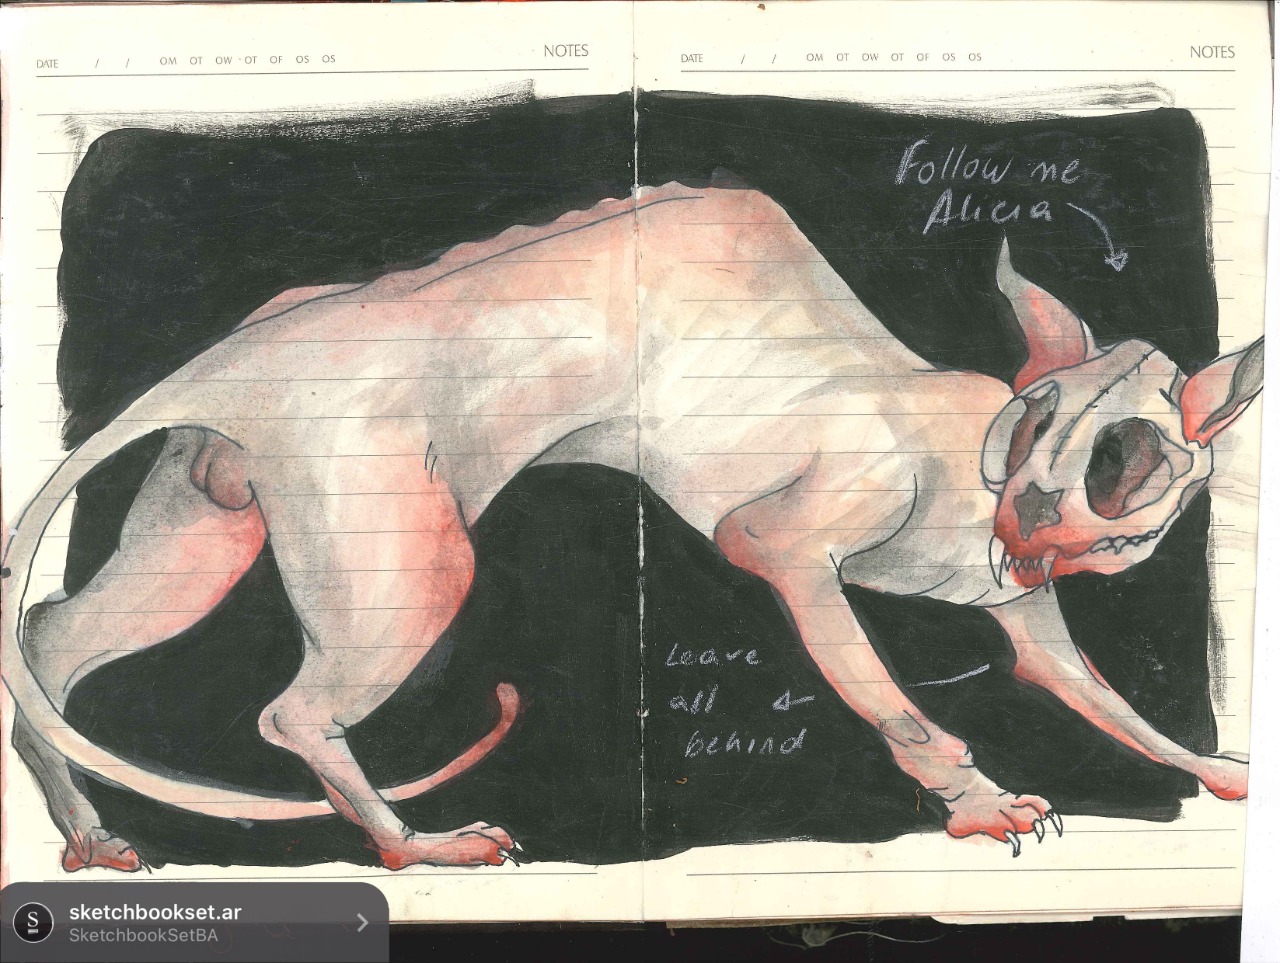 DATE / / OM OT OW OT OF OS OS NOTES
DATE / / OM OT OW OT OF OS OS NOTES
Follow me
Alicia
Leave
all
behind
S
sketchbookset.ar
SketchbookSetBA